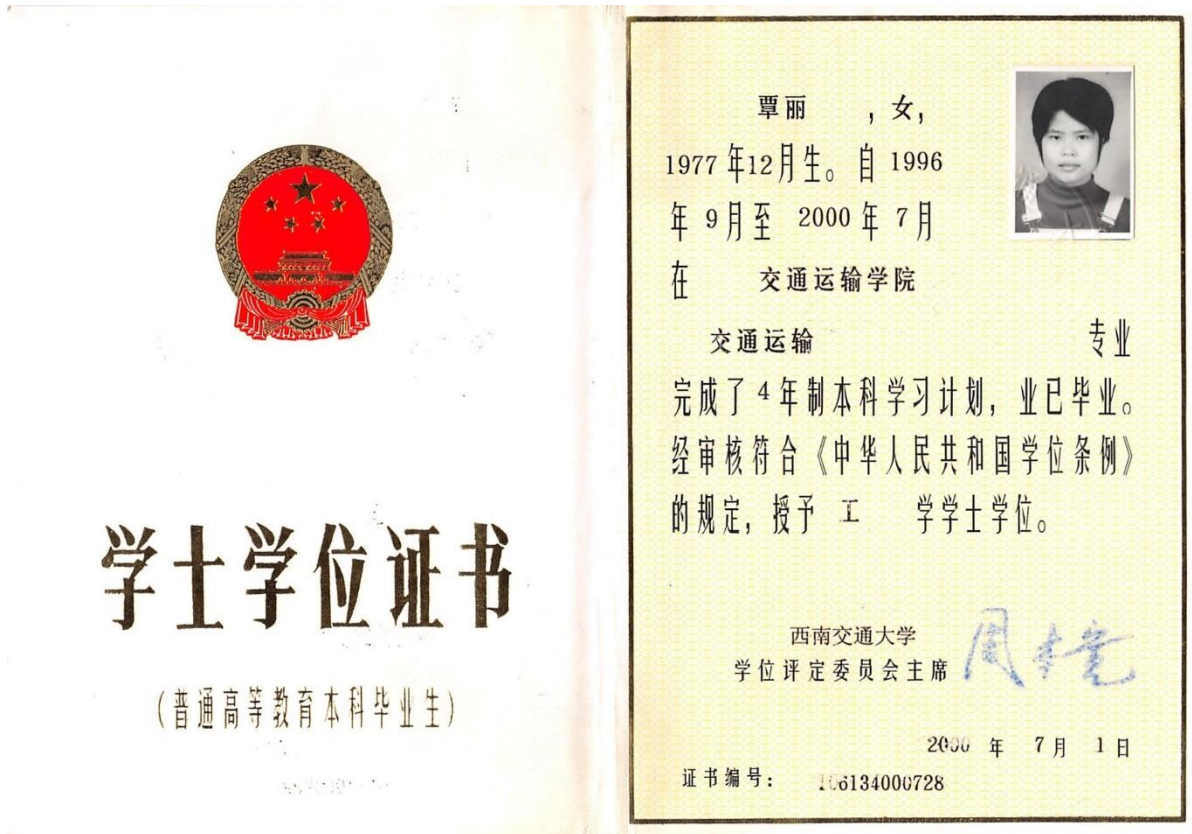 学士学位证书
(普通高等教育本科毕业生)
覃丽 ,女,
1977年12月生。自1996
年9月至2000年7月
在 交通运输学院
交通运输 专业
完成了4年制本科学习计划,业已毕业。
经审核符合《中华人民共和国学位条例》
的规定,授予 工 学学士学位。
西南交通大学
学位评定委员会主席
2000 年 7 月 1 日
证书编号: 106134000728